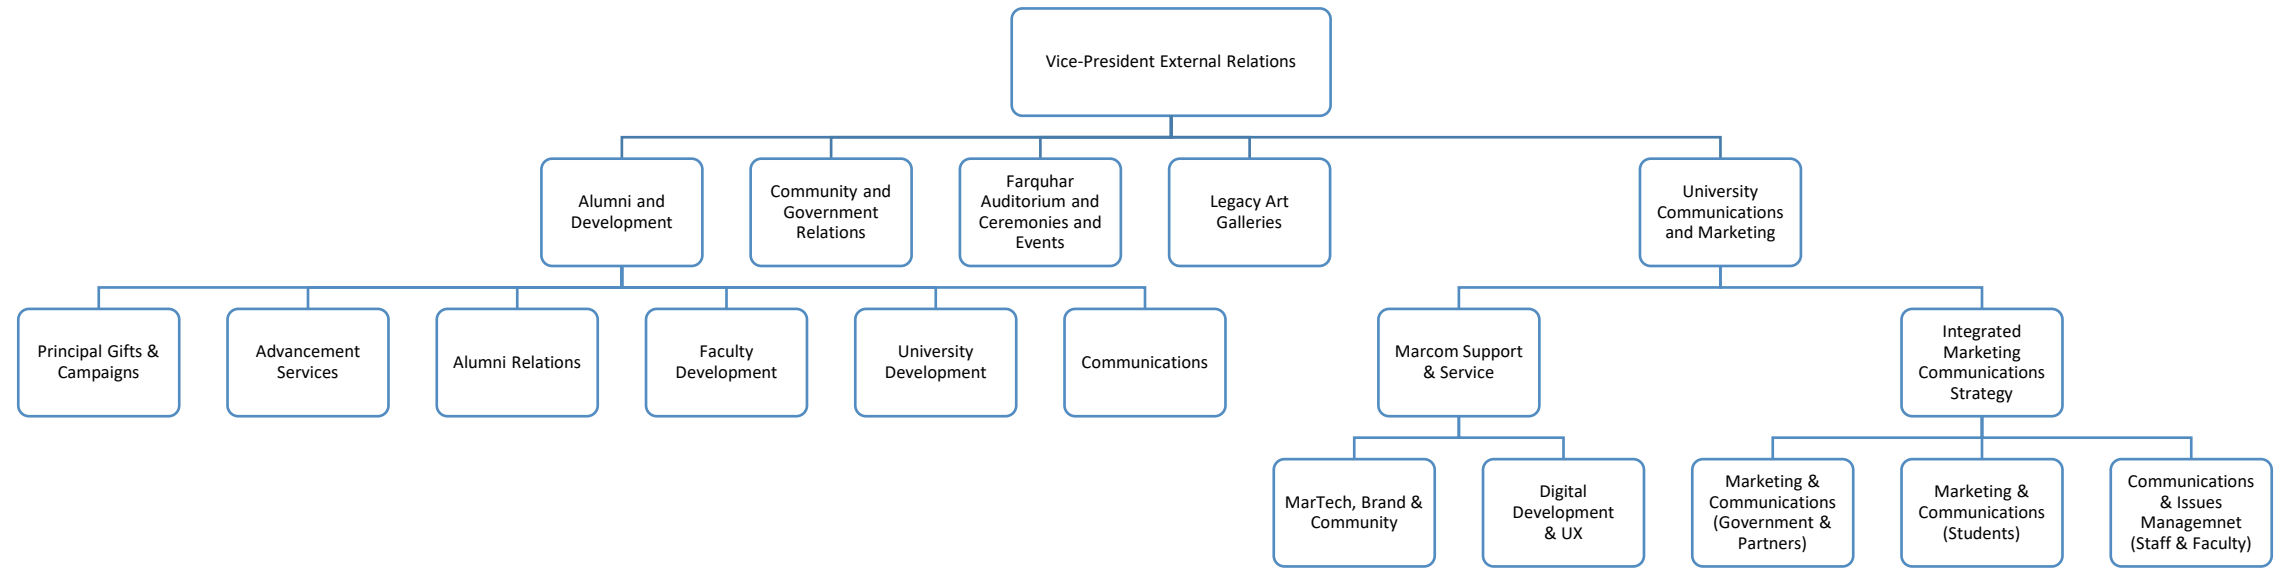 Vice-President External Relations
Alumni and
Development
Community and
Government
Relations
Farquhar
Auditorium and
Ceremonies and
Events
Legacy Art
Galleries
University
Communications
and Marketing
Principal Gifts &
Campaigns
Advancement
Services
Alumni Relations
Faculty
Development
University
Development
Communications
Marcom Support
& Service
Integrated
Marketing
Communications
Strategy
MarTech, Brand &
Community
Digital
Development
& UX
Marketing &
Communications
(Government &
Partners)
Marketing &
Communications
(Students)
Communications
& Issues
Managemnet
(Staff & Faculty)